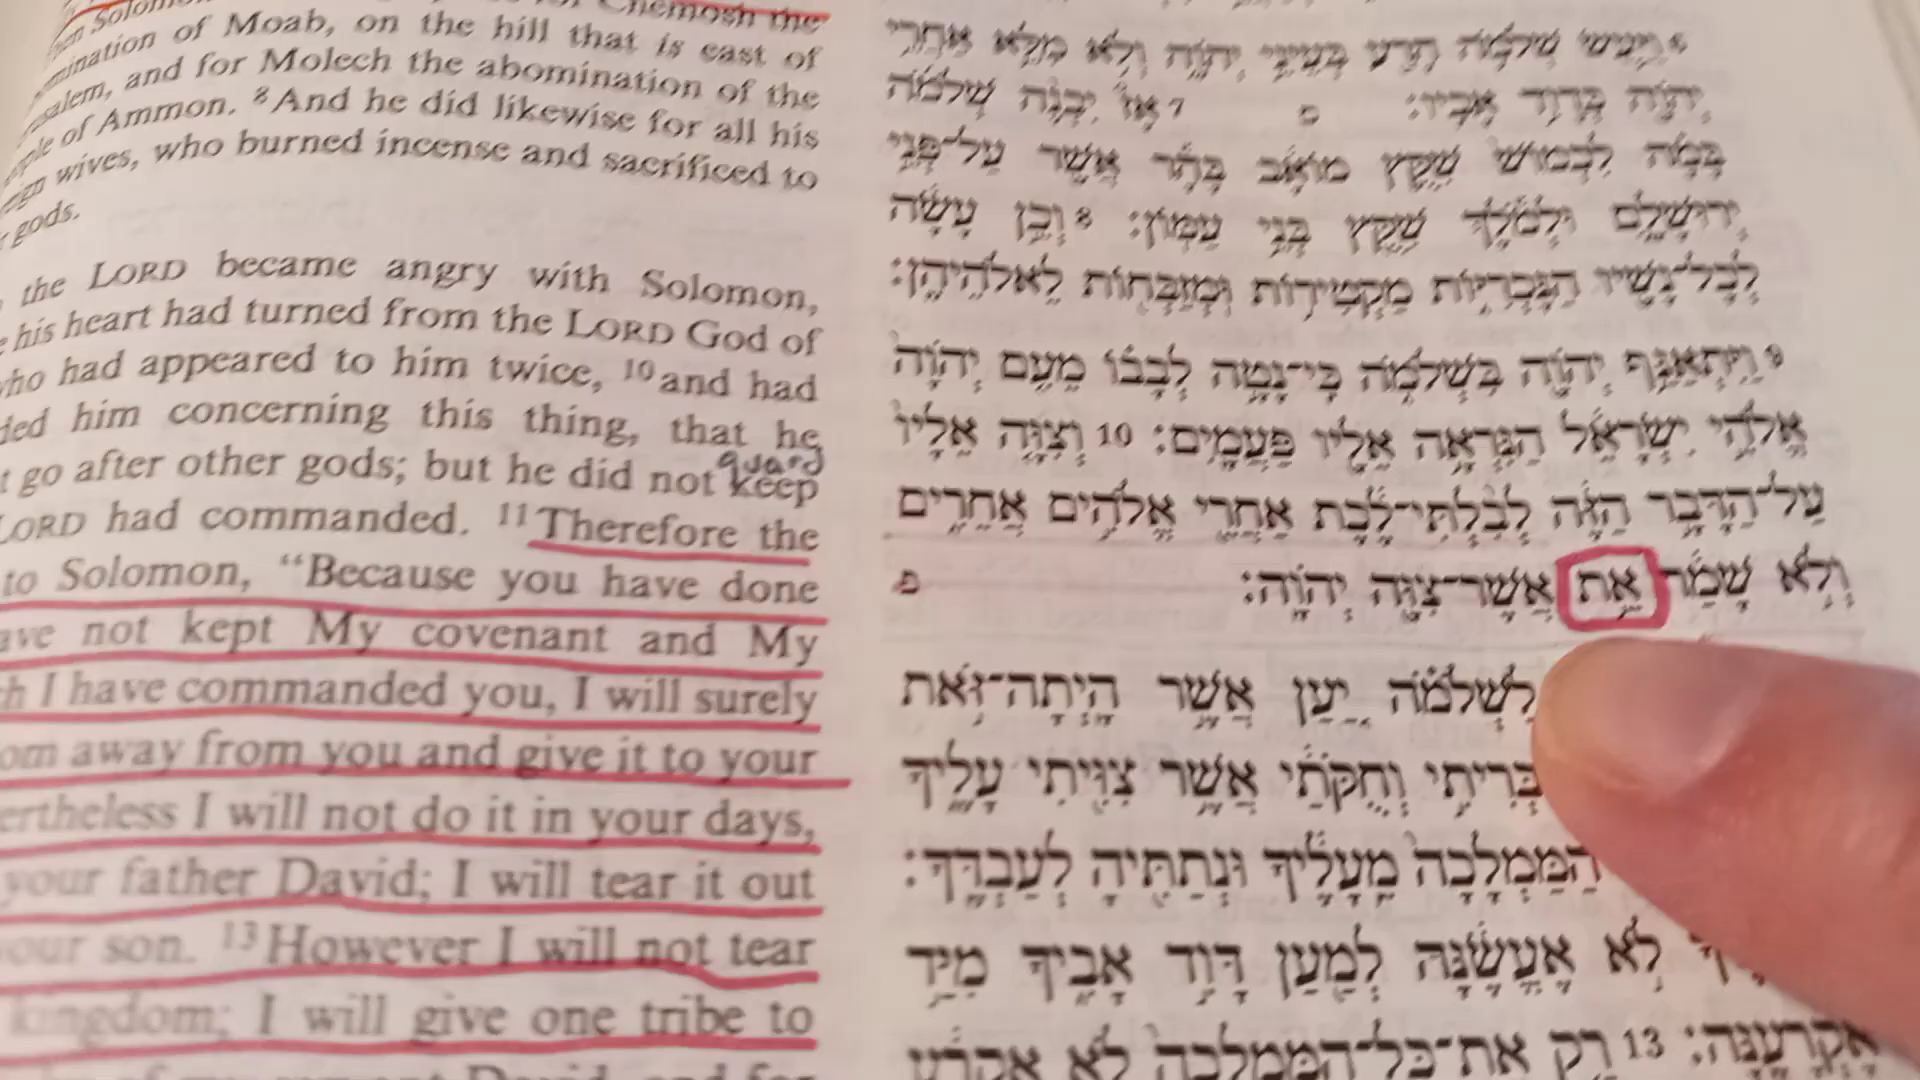 Chemosh the
mination of Moab, on the hill that is east of
salem, and for Molech the abomination of the
ple of Ammon. ⁸And he did likewise for all his
ign wives, who burned incense and sacrificed to
gods.
the LORD became angry with Solomon,
his heart had turned from the LORD God of
who had appeared to him twice, ¹⁰and had
ded him concerning this thing, that he
t go after other gods; but he did not keep
guard
LORD had commanded. ¹¹Therefore the
to Solomon, “Because you have done
ave not kept My covenant and My
h I have commanded you, I will surely
om away from you and give it to your
ertheless I will not do it in your days,
your father David; I will tear it out
our son. ¹³However I will not tear
kingdom; I will give one tribe to
6 וַיַּעַשׂ שְׁלֹמֹה הָרַע בְּעֵינֵי יְהוָה וְלֹא מִלֵּא אַחֲרֵי
יְהוָה כְּדָוִד אָבִיו׃ פ 7 אָז יִבְנֶה שְׁלֹמֹה
בָּמָה לִכְמוֹשׁ שִׁקֻּץ מוֹאָב בָּהָר אֲשֶׁר עַל־פְּנֵי
יְרוּשָׁלִָם וּלְמֹלֶךְ שִׁקֻּץ בְּנֵי עַמּוֹן׃ 8 וְכֵן עָשָׂה
לְכָל־נָשָׁיו הַנָּכְרִיּוֹת מַקְטִירוֹת וּמְזַבְּחוֹת לֵאלֹהֵיהֶן׃
9 וַיִּתְאַנַּף יְהוָה בִּשְׁלֹמֹה כִּי־נָטָה לְבָבוֹ מֵעִם יְהוָה
אֱלֹהֵי יִשְׂרָאֵל הַנִּרְאָה אֵלָיו פַּעֲמָיִם׃ 10 וְצִוָּה אֵלָיו
עַל־הַדָּבָר הַזֶּה לְבִלְתִּי־לֶכֶת אַחֲרֵי אֱלֹהִים אֲחֵרִים
וְלֹא שָׁמַר אֵת אֲשֶׁר־צִוָּה יְהוָה׃ פ
לִשְׁלֹמֹה יַעַן אֲשֶׁר הָיְתָה־זֹּאת
בְּרִיתִי וְחֻקֹּתַי אֲשֶׁר צִוִּיתִי עָלֶיךָ
הַמַּמְלָכָה מֵעָלֶיךָ וּנְתַתִּיהָ לְעַבְדֶּךָ׃
לֹא אֶעֱשֶׂנָּה לְמַעַן דָּוִד אָבִיךָ מִיַּד
אֶקְרָעֶנָּה׃ 13 רַק אֶת־כָּל־הַמַּמְלָכָה לֹא אֶקְרָע